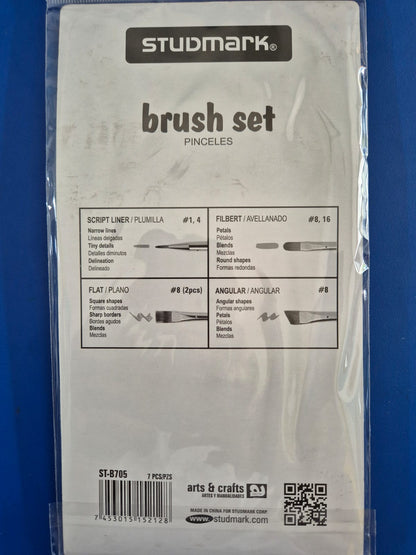 STUDMARK®
brush set
PINCELES
SCRIPT LINER / PLUMILLA #1, 4
Narrow lines
Líneas delgadas
Tiny details
Detalles diminutos
Delineation
Delineado
FILBERT / AVELLANADO #8, 16
Petals
Pétalos
Blends
Mezclas
Round shapes
Formas redondas
FLAT / PLANO #8 (2pcs)
Square shapes
Formas cuadradas
Sharp borders
Bordes agudos
Blends
Mezclas
ANGULAR / ANGULAR #8
Angular shapes
Formas angulares
Petals
Pétalos
Blends
Mezclas
ST-B705 7 PCS/PZS
7 453015 152128
arts & crafts
ARTES Y MANUALIDADES
MADE IN CHINA FOR STUDMARK CORP.
www.studmark.com